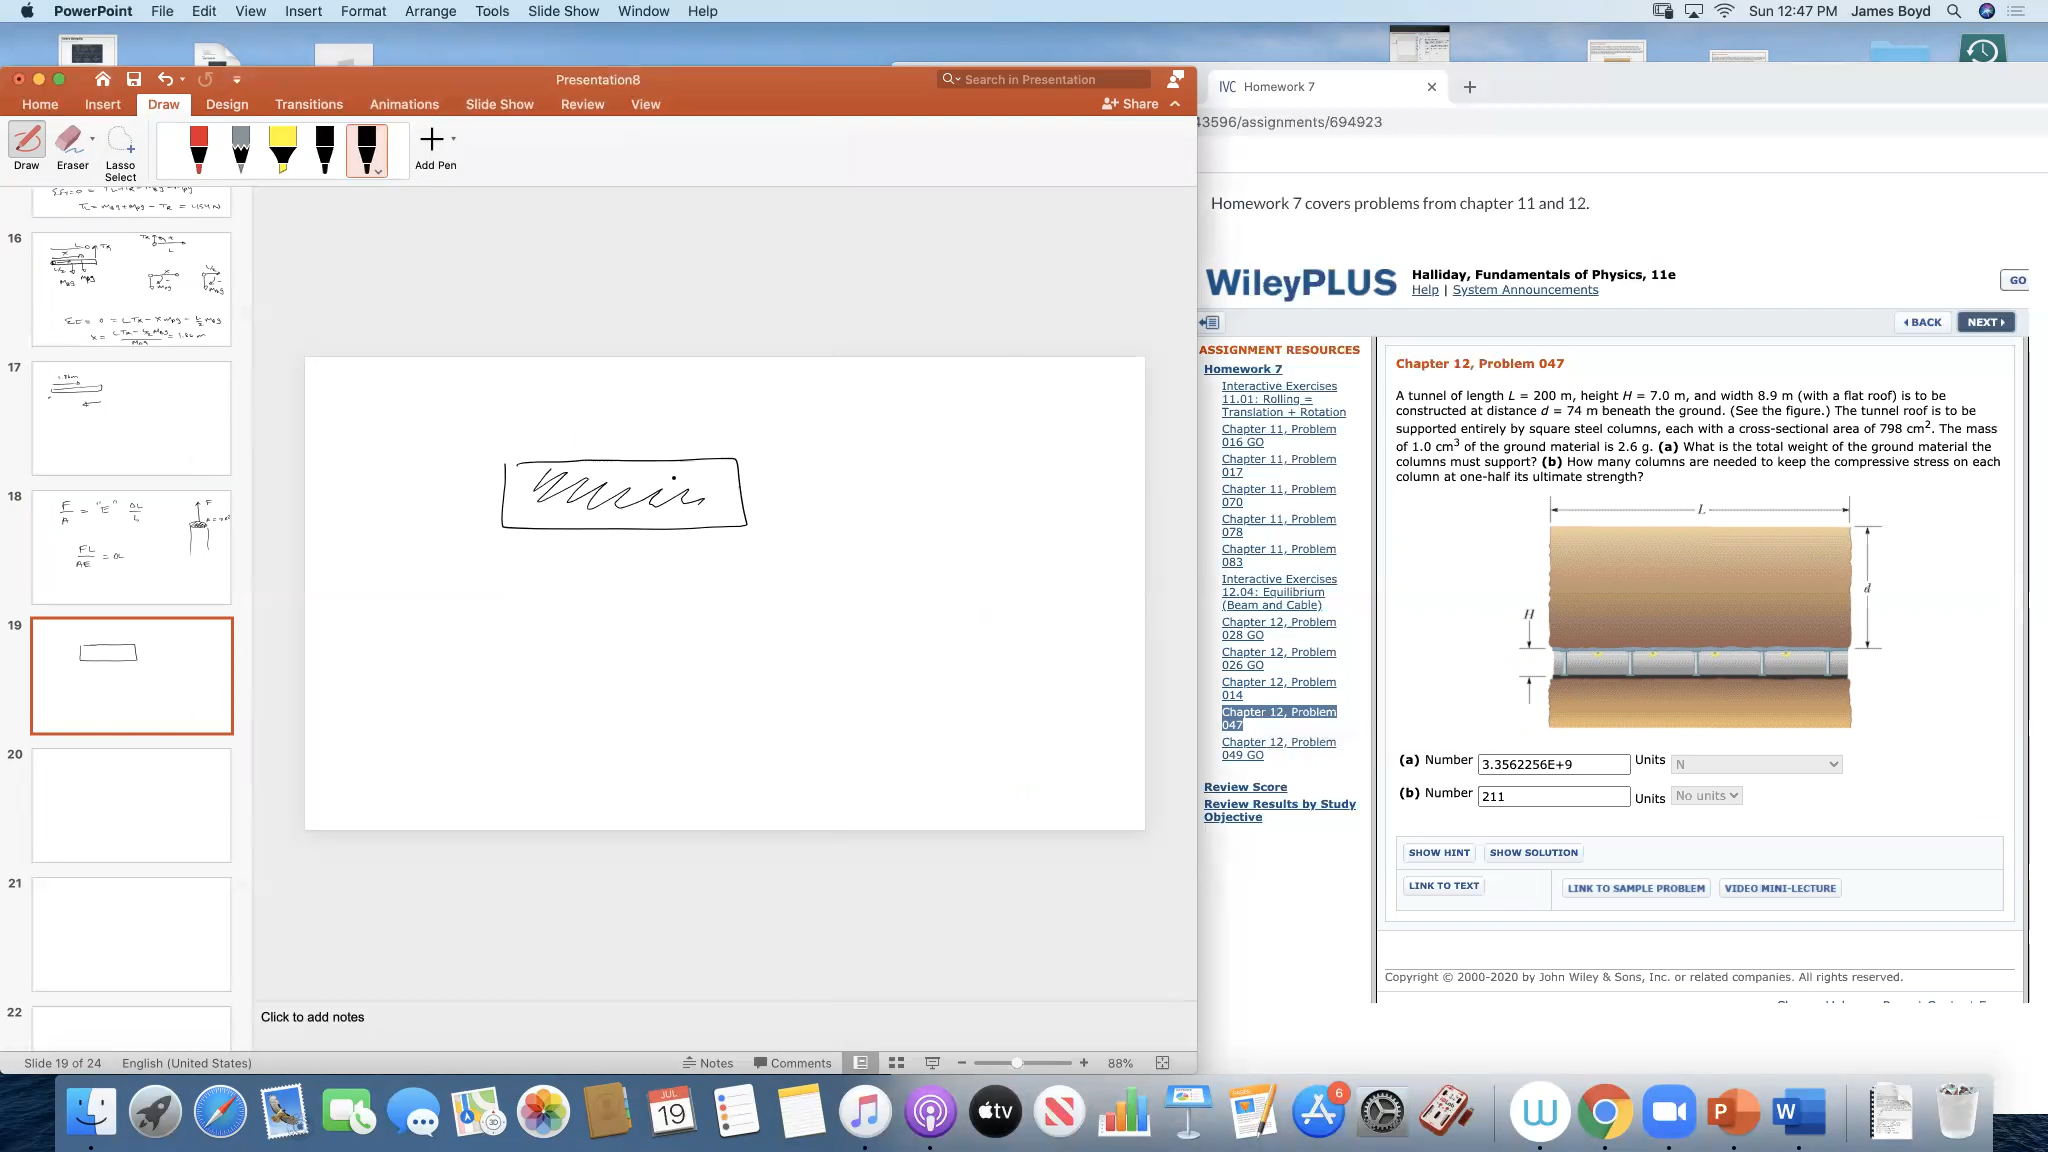 PowerPoint File Edit View Insert Format Arrange Tools Slide Show Window Help
Sun 12:47 PM James Boyd
Presentation8
Search in Presentation
Home Insert Draw Design Transitions Animations Slide Show Review View
Share
Draw
Eraser
Lasso
Select
Add Pen
16
17
18
F/A = "E" ΔL/L
FL/AE = ΔL
19
20
21
22
Click to add notes
Slide 19 of 24 English (United States)
Notes Comments 88%
IVC Homework 7
43596/assignments/694923
Homework 7 covers problems from chapter 11 and 12.
WileyPLUS
Halliday, Fundamentals of Physics, 11e
Help | System Announcements
GO
BACK NEXT
ASSIGNMENT RESOURCES
Homework 7
Interactive Exercises
11.01: Rolling =
Translation + Rotation
Chapter 11, Problem
016 GO
Chapter 11, Problem
017
Chapter 11, Problem
070
Chapter 11, Problem
078
Chapter 11, Problem
083
Interactive Exercises
12.04: Equilibrium
(Beam and Cable)
Chapter 12, Problem
028 GO
Chapter 12, Problem
026 GO
Chapter 12, Problem
014
Chapter 12, Problem
047
Chapter 12, Problem
049 GO
Review Score
Review Results by Study
Objective
Chapter 12, Problem 047
A tunnel of length L = 200 m, height H = 7.0 m, and width 8.9 m (with a flat roof) is to be
constructed at distance d = 74 m beneath the ground. (See the figure.) The tunnel roof is to be
supported entirely by square steel columns, each with a cross-sectional area of 798 cm². The mass
of 1.0 cm³ of the ground material is 2.6 g. (a) What is the total weight of the ground material the
columns must support? (b) How many columns are needed to keep the compressive stress on each
column at one-half its ultimate strength?
L
d
H
(a) Number 3.3562256E+9 Units N
(b) Number 211 Units No units
SHOW HINT SHOW SOLUTION
LINK TO TEXT LINK TO SAMPLE PROBLEM VIDEO MINI-LECTURE
Copyright © 2000-2020 by John Wiley & Sons, Inc. or related companies. All rights reserved.
JUL
19
tv
6
W
P
W